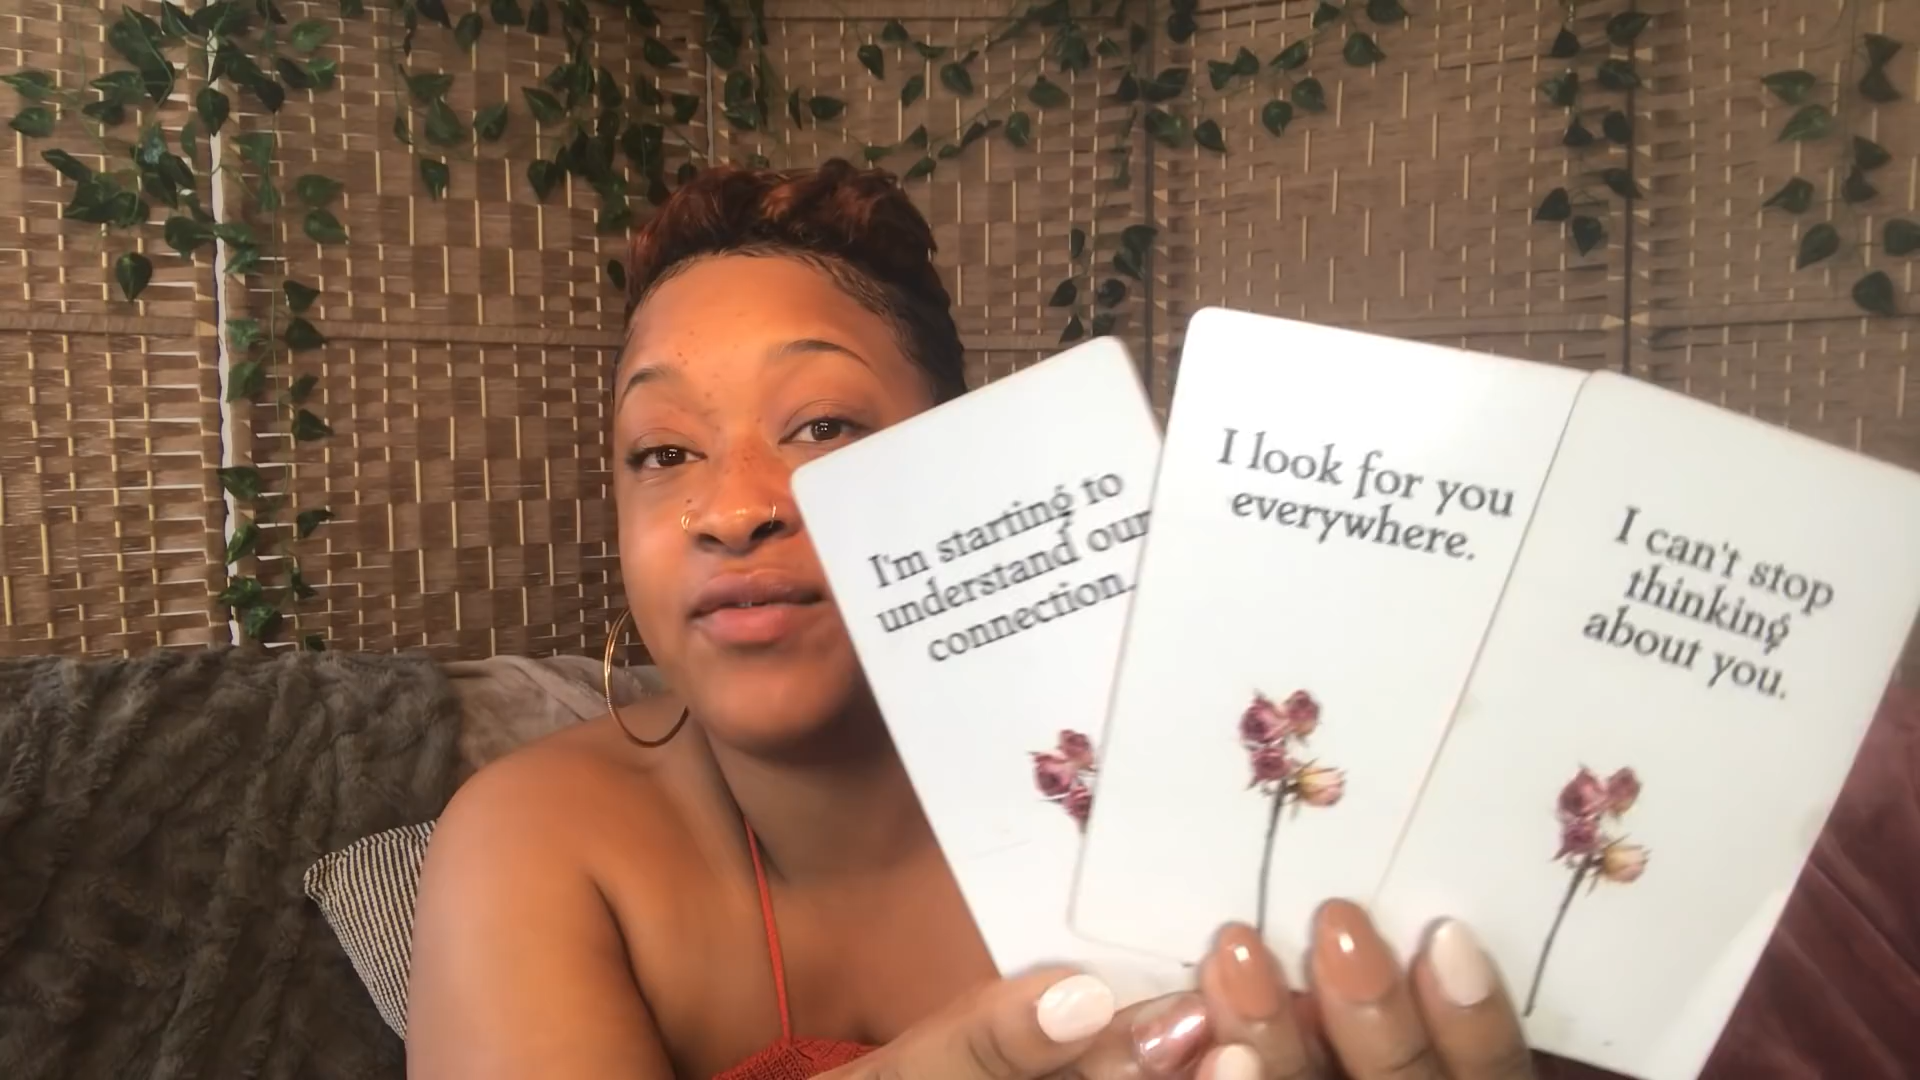 I'm starting to
understand our
connection.
I look for you
everywhere.
I can't stop
thinking
about you.